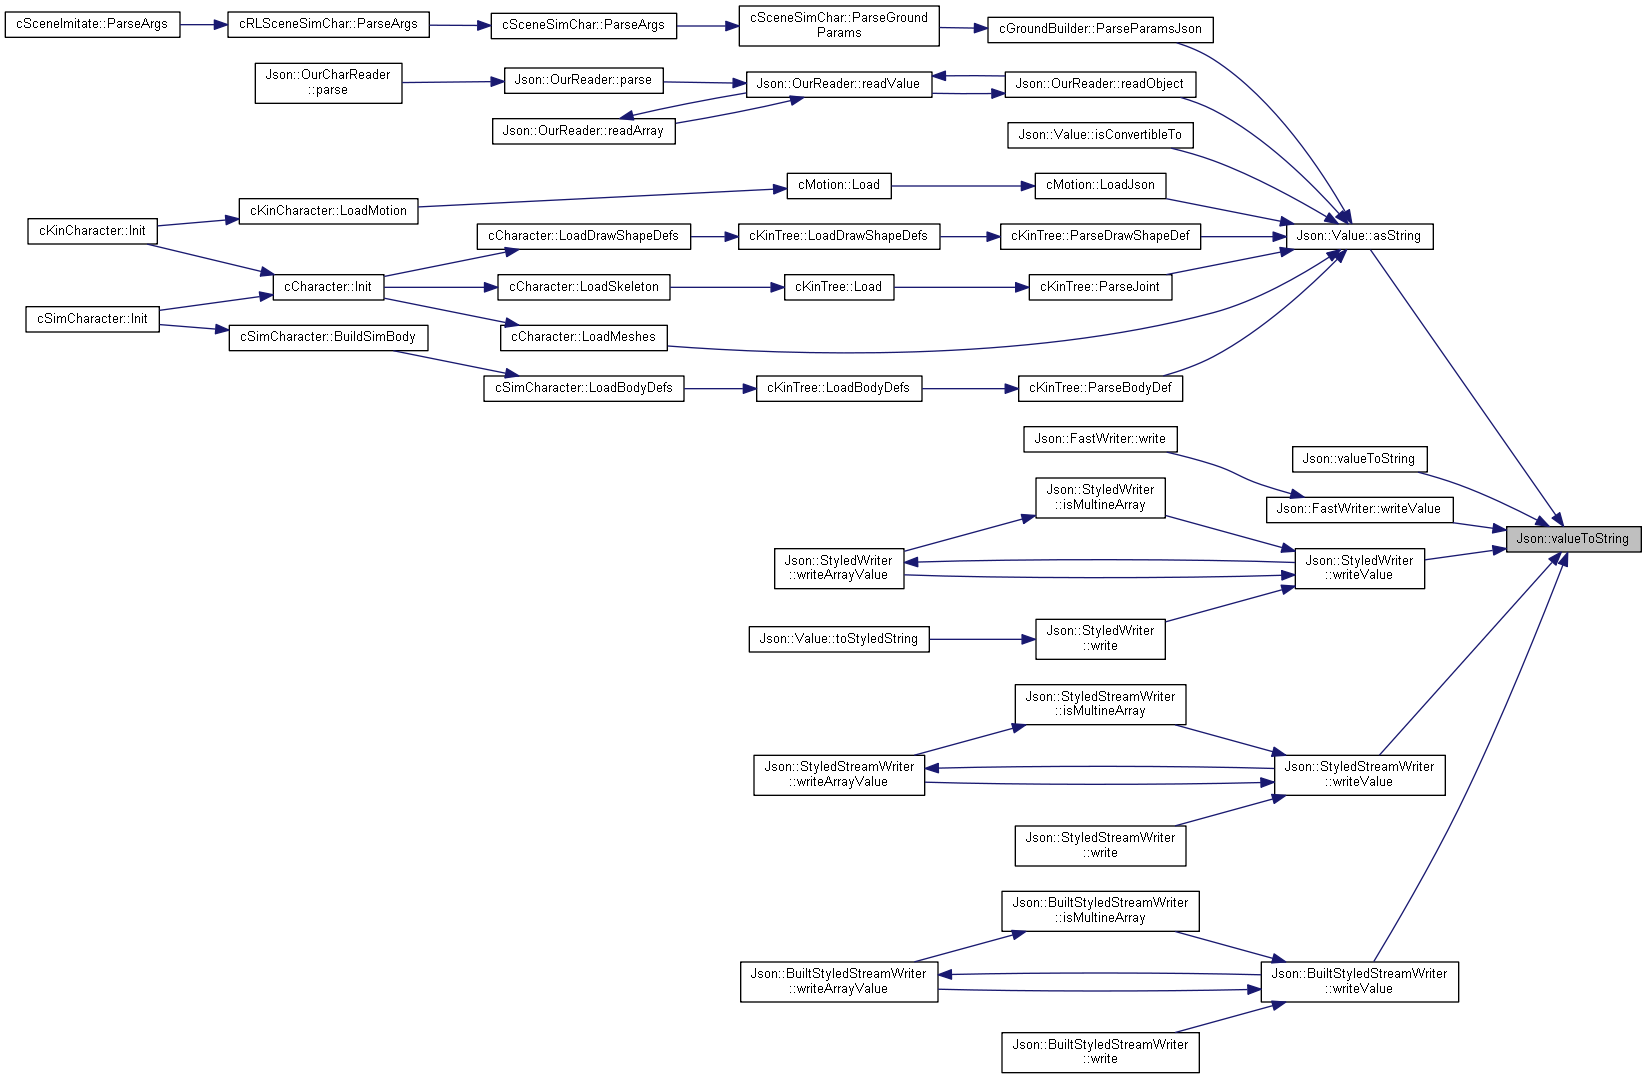 cSceneImitate::ParseArgs
cRLSceneSimChar::ParseArgs
cSceneSimChar::ParseArgs
cSceneSimChar::ParseGround
Params
cGroundBuilder::ParseParamsJson
Json::OurCharReader
::parse
Json::OurReader::parse
Json::OurReader::readValue
Json::OurReader::readObject
Json::OurReader::readArray
Json::Value::isConvertibleTo
cMotion::Load
cMotion::LoadJson
cKinCharacter::LoadMotion
cKinCharacter::Init
cCharacter::LoadDrawShapeDefs
cKinTree::LoadDrawShapeDefs
cKinTree::ParseDrawShapeDef
Json::Value::asString
cCharacter::Init
cCharacter::LoadSkeleton
cKinTree::Load
cKinTree::ParseJoint
cSimCharacter::Init
cSimCharacter::BuildSimBody
cCharacter::LoadMeshes
cSimCharacter::LoadBodyDefs
cKinTree::LoadBodyDefs
cKinTree::ParseBodyDef
Json::FastWriter::write
Json::valueToString
Json::StyledWriter
::isMultineArray
Json::FastWriter::writeValue
Json::valueToString
Json::StyledWriter
::writeArrayValue
Json::StyledWriter
::writeValue
Json::Value::toStyledString
Json::StyledWriter
::write
Json::StyledStreamWriter
::isMultineArray
Json::StyledStreamWriter
::writeArrayValue
Json::StyledStreamWriter
::writeValue
Json::StyledStreamWriter
::write
Json::BuiltStyledStreamWriter
::isMultineArray
Json::BuiltStyledStreamWriter
::writeArrayValue
Json::BuiltStyledStreamWriter
::writeValue
Json::BuiltStyledStreamWriter
::write